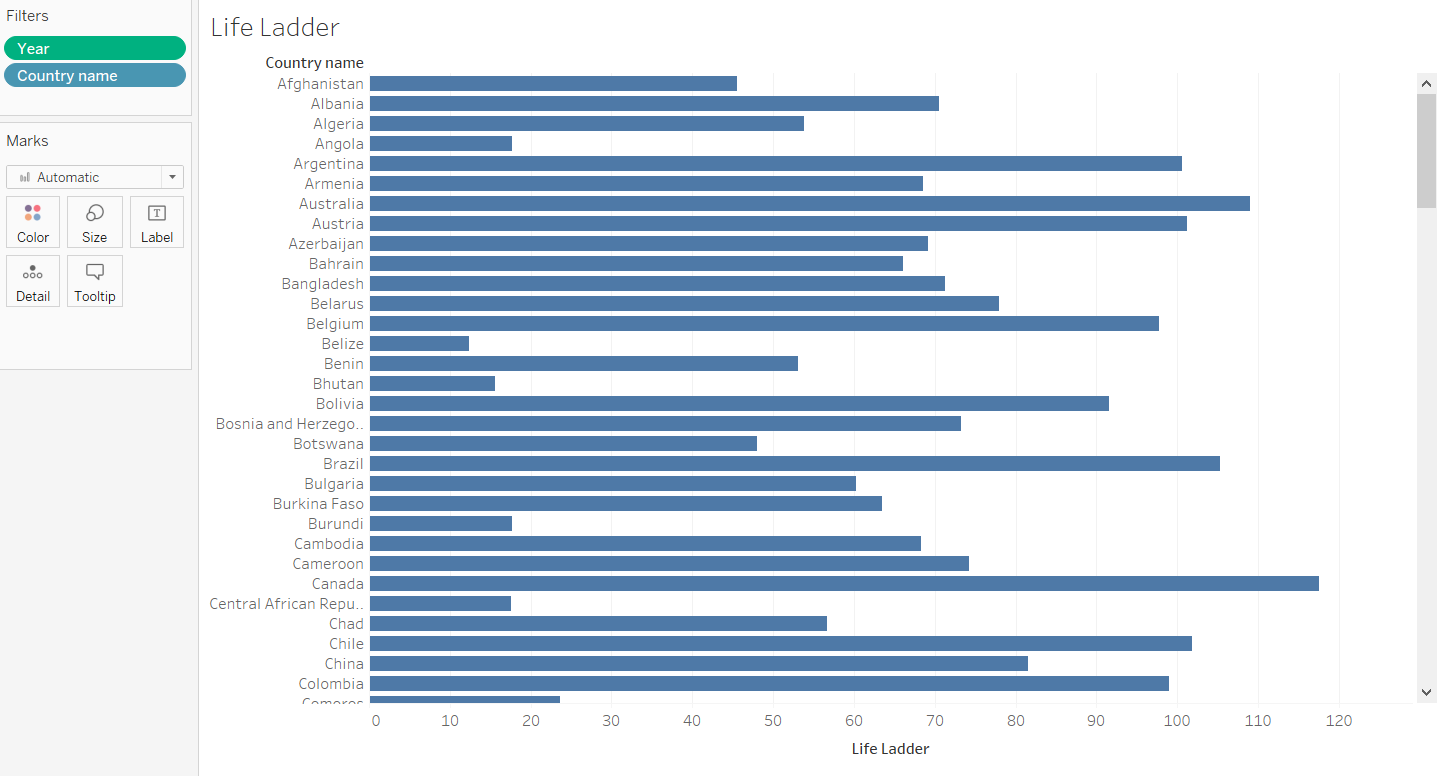 Filters
Year
Country name
Marks
Automatic
Color Size Label
Detail Tooltip
Life Ladder
Country name
Afghanistan
Albania
Algeria
Angola
Argentina
Armenia
Australia
Austria
Azerbaijan
Bahrain
Bangladesh
Belarus
Belgium
Belize
Benin
Bhutan
Bolivia
Bosnia and Herzego..
Botswana
Brazil
Bulgaria
Burkina Faso
Burundi
Cambodia
Cameroon
Canada
Central African Repu..
Chad
Chile
China
Colombia
Comoros
0 10 20 30 40 50 60 70 80 90 100 110 120
Life Ladder